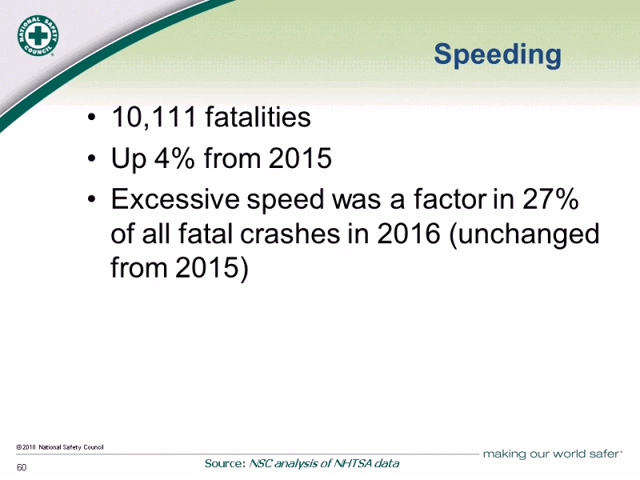 NATIONAL SAFETY COUNCIL
Speeding
• 10,111 fatalities
• Up 4% from 2015
• Excessive speed was a factor in 27%
of all fatal crashes in 2016 (unchanged
from 2015)
©2018 National Safety Council
making our world safer
60
Source: NSC analysis of NHTSA data